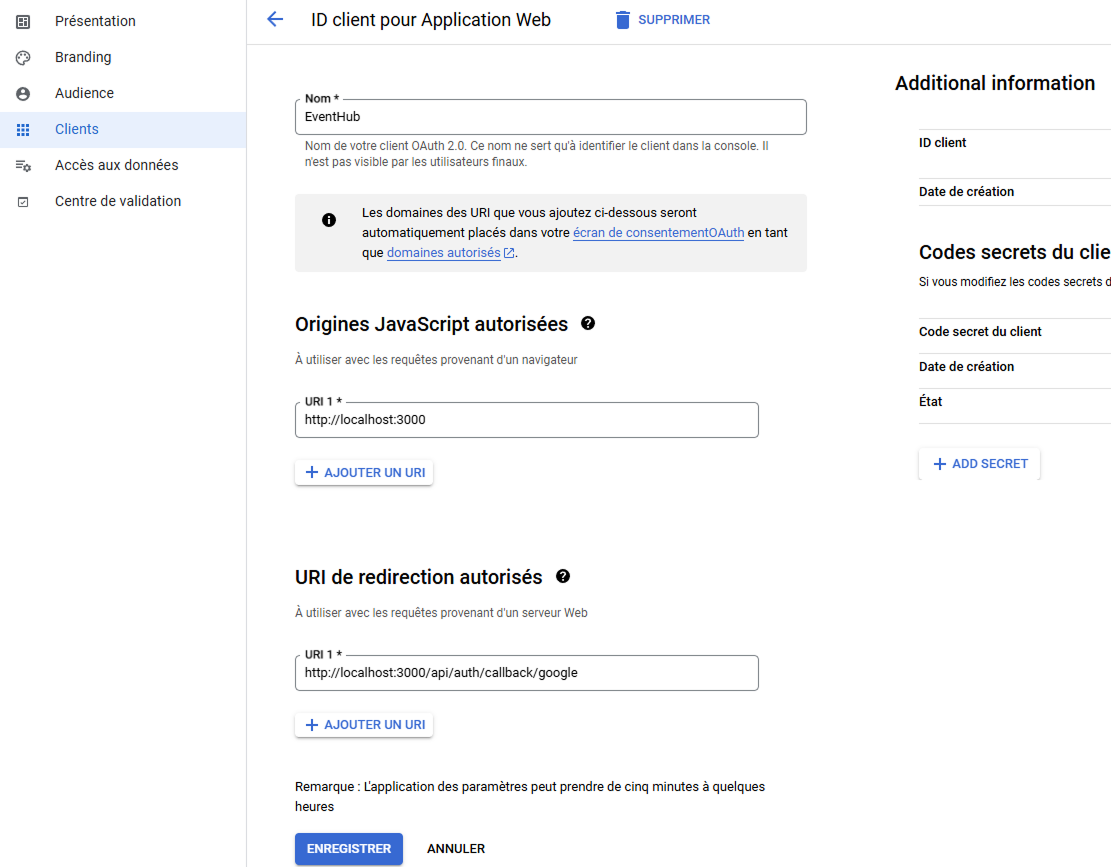 Présentation
Branding
Audience
Clients
Accès aux données
Centre de validation
ID client pour Application Web
SUPPRIMER
Nom *
EventHub
Nom de votre client OAuth 2.0. Ce nom ne sert qu'à identifier le client dans la console. Il
n'est pas visible par les utilisateurs finaux.
Les domaines des URI que vous ajoutez ci-dessous seront
automatiquement placés dans votre écran de consentementOAuth en tant
que domaines autorisés.
Origines JavaScript autorisées
À utiliser avec les requêtes provenant d'un navigateur
URI 1 *
http://localhost:3000
AJOUTER UN URI
URI de redirection autorisés
À utiliser avec les requêtes provenant d'un serveur Web
URI 1 *
http://localhost:3000/api/auth/callback/google
AJOUTER UN URI
Remarque : L'application des paramètres peut prendre de cinq minutes à quelques
heures
ENREGISTRER
ANNULER
Additional information
ID client
Date de création
Codes secrets du clie
Si vous modifiez les codes secrets d
Code secret du client
Date de création
État
ADD SECRET